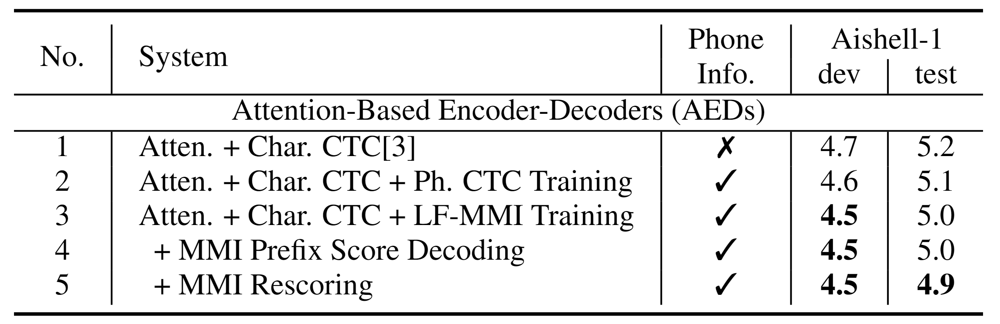 No. System Phone Info. Aishell-1
dev test
Attention-Based Encoder-Decoders (AEDs)
1 Atten. + Char. CTC[3] ✗ 4.7 5.2
2 Atten. + Char. CTC + Ph. CTC Training ✓ 4.6 5.1
3 Atten. + Char. CTC + LF-MMI Training ✓ 4.5 5.0
4 + MMI Prefix Score Decoding ✓ 4.5 5.0
5 + MMI Rescoring ✓ 4.5 4.9